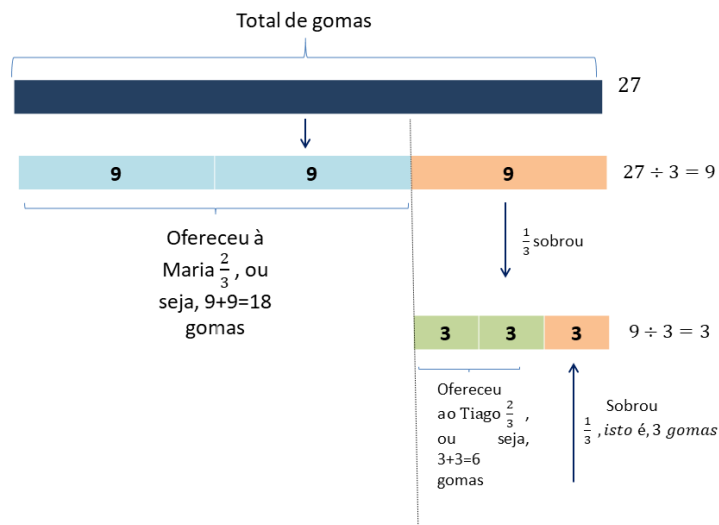 Total de gomas
27
9 9 9
27 ÷ 3 = 9
Ofereceu à
Maria 2/3 , ou
seja, 9+9=18
gomas
1/3 sobrou
3 3 3
9 ÷ 3 = 3
Ofereceu
ao Tiago 2/3 ,
ou seja,
3+3=6
gomas
Sobrou
1/3 , isto é, 3 gomas